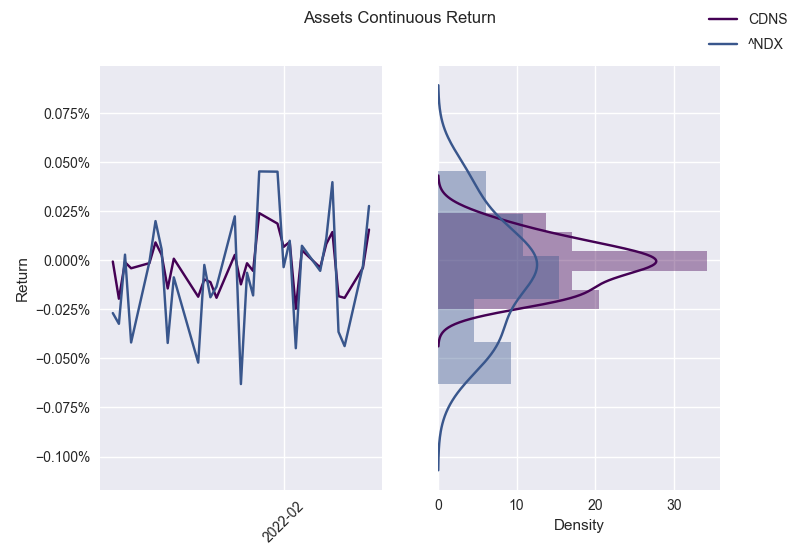 Assets Continuous Return
CDNS
^NDX
Return
0.075%
0.050%
0.025%
0.000%
−0.025%
−0.050%
−0.075%
−0.100%
2022-02
0
10
20
30
Density